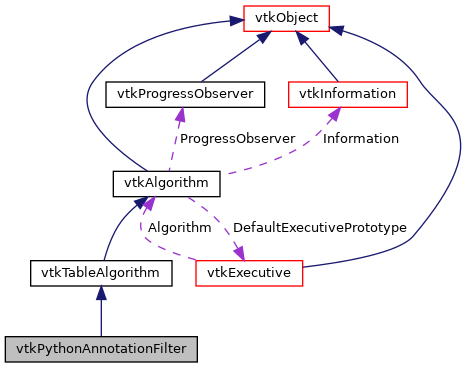 vtkObject
vtkProgressObserver
vtkInformation
ProgressObserver
Information
vtkAlgorithm
Algorithm
DefaultExecutivePrototype
vtkTableAlgorithm
vtkExecutive
vtkPythonAnnotationFilter